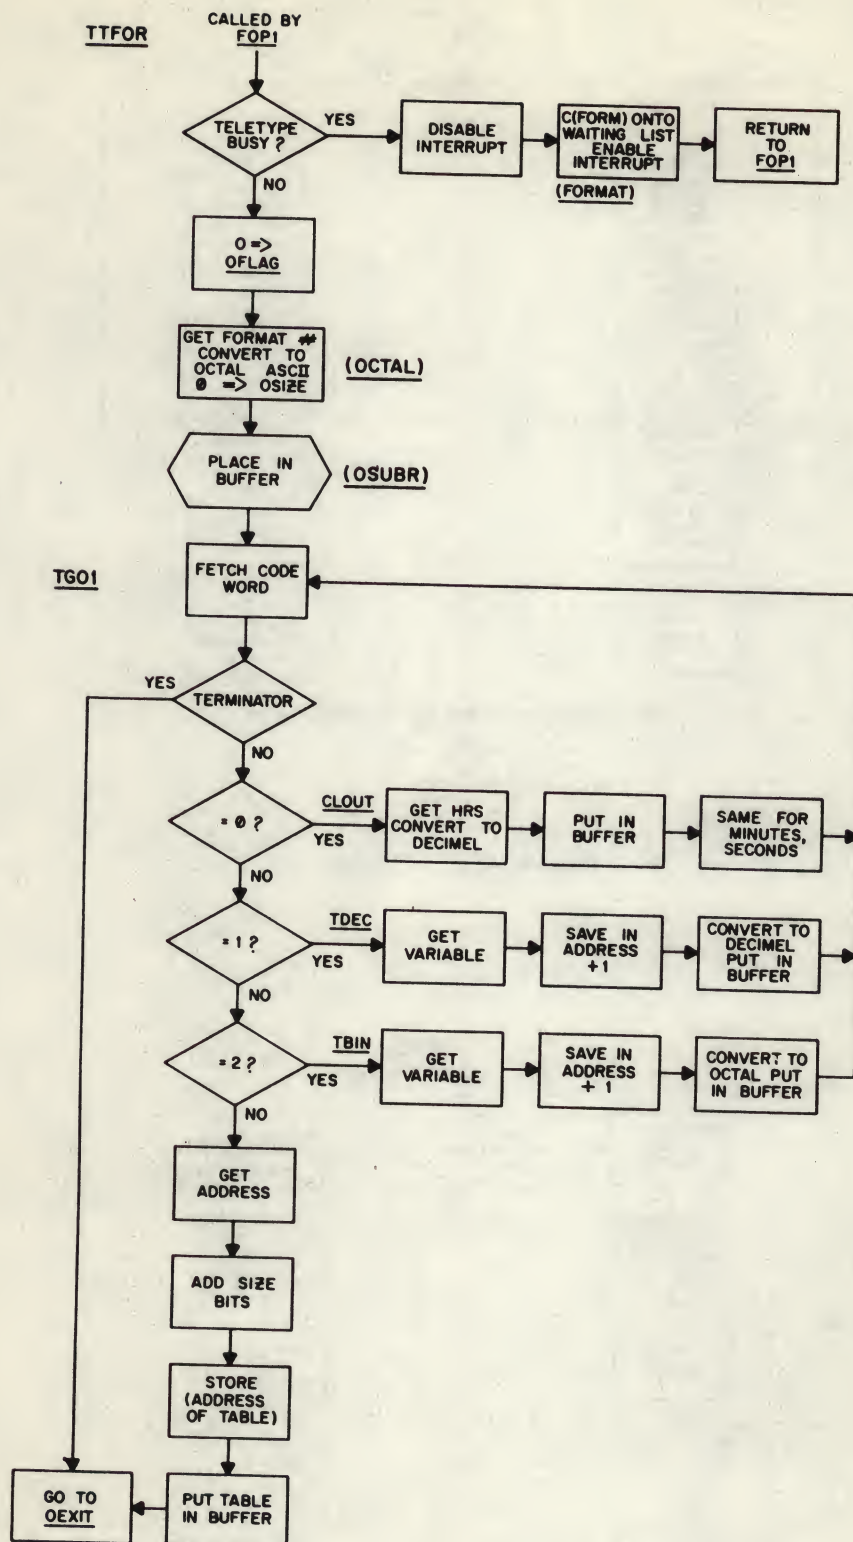 TTFOR
CALLED BY
FOP1
TELETYPE
BUSY?
YES
DISABLE
INTERRUPT
C(FORM) ONTO
WAITING LIST
ENABLE
INTERRUPT
(FORMAT)
RETURN
TO
FOP1
NO
0 =>
OFLAG
GET FORMAT #
CONVERT TO
OCTAL ASCII
0 => OSIZE
(OCTAL)
PLACE IN
BUFFER
(OSUBR)
TGO1
FETCH CODE
WORD
YES
TERMINATOR
NO
= 0 ?
CLOUT
YES
GET HRS
CONVERT TO
DECIMEL
PUT IN
BUFFER
SAME FOR
MINUTES,
SECONDS
NO
= 1 ?
TDEC
YES
GET
VARIABLE
SAVE IN
ADDRESS
+1
CONVERT TO
DECIMEL
PUT IN
BUFFER
NO
= 2 ?
TBIN
YES
GET
VARIABLE
SAVE IN
ADDRESS
+ 1
CONVERT TO
OCTAL PUT
IN BUFFER
NO
GET
ADDRESS
ADD SIZE
BITS
STORE
(ADDRESS
OF TABLE)
GO TO
OEXIT
PUT TABLE
IN BUFFER